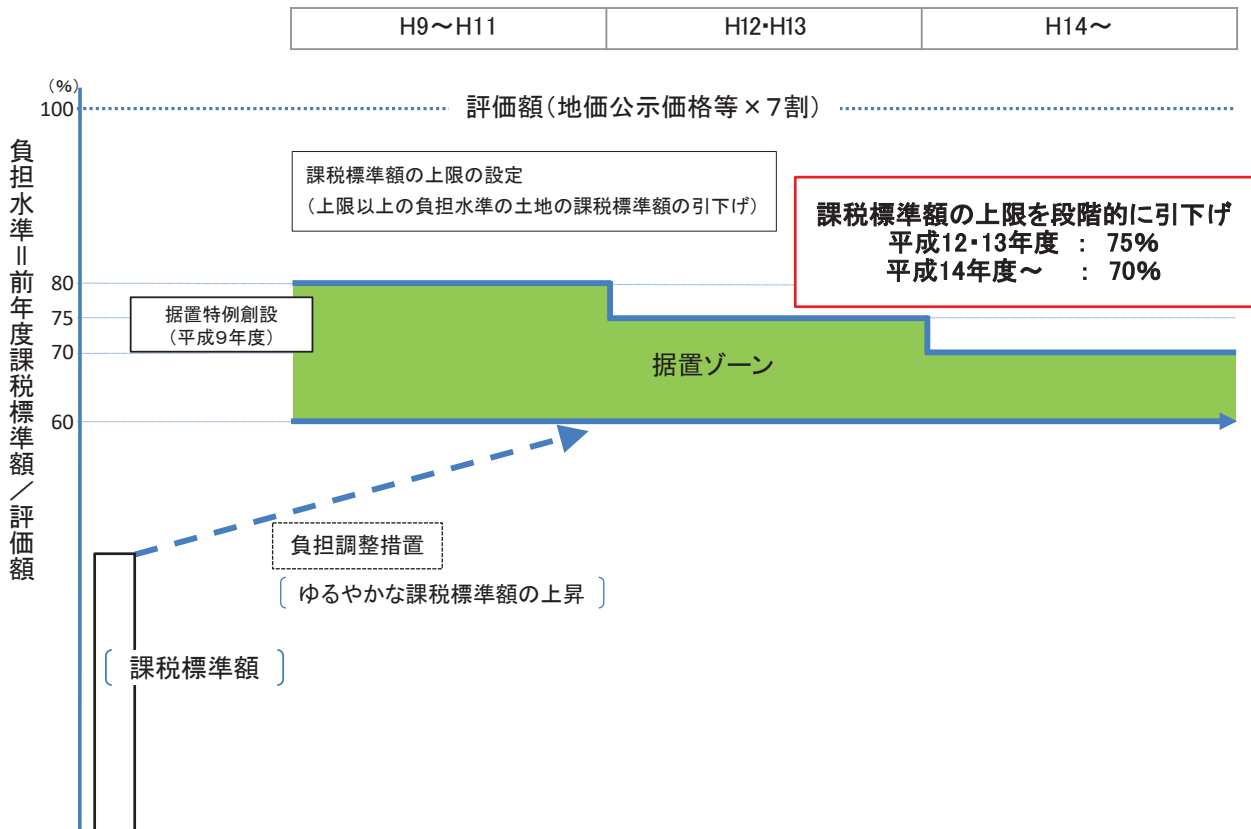 H9～H11
H12・H13
H14～
(%)
100
評価額（地価公示価格等×７割）
課税標準額の上限の設定
（上限以上の負担水準の土地の課税標準額の引下げ）
課税標準額の上限を段階的に引下げ
平成12・13年度 ： 75%
平成14年度～ ： 70%
負担水準＝前年度課税標準額／評価額
80
75
70
60
据置特例創設
（平成９年度）
据置ゾーン
負担調整措置
ゆるやかな課税標準額の上昇
課税標準額